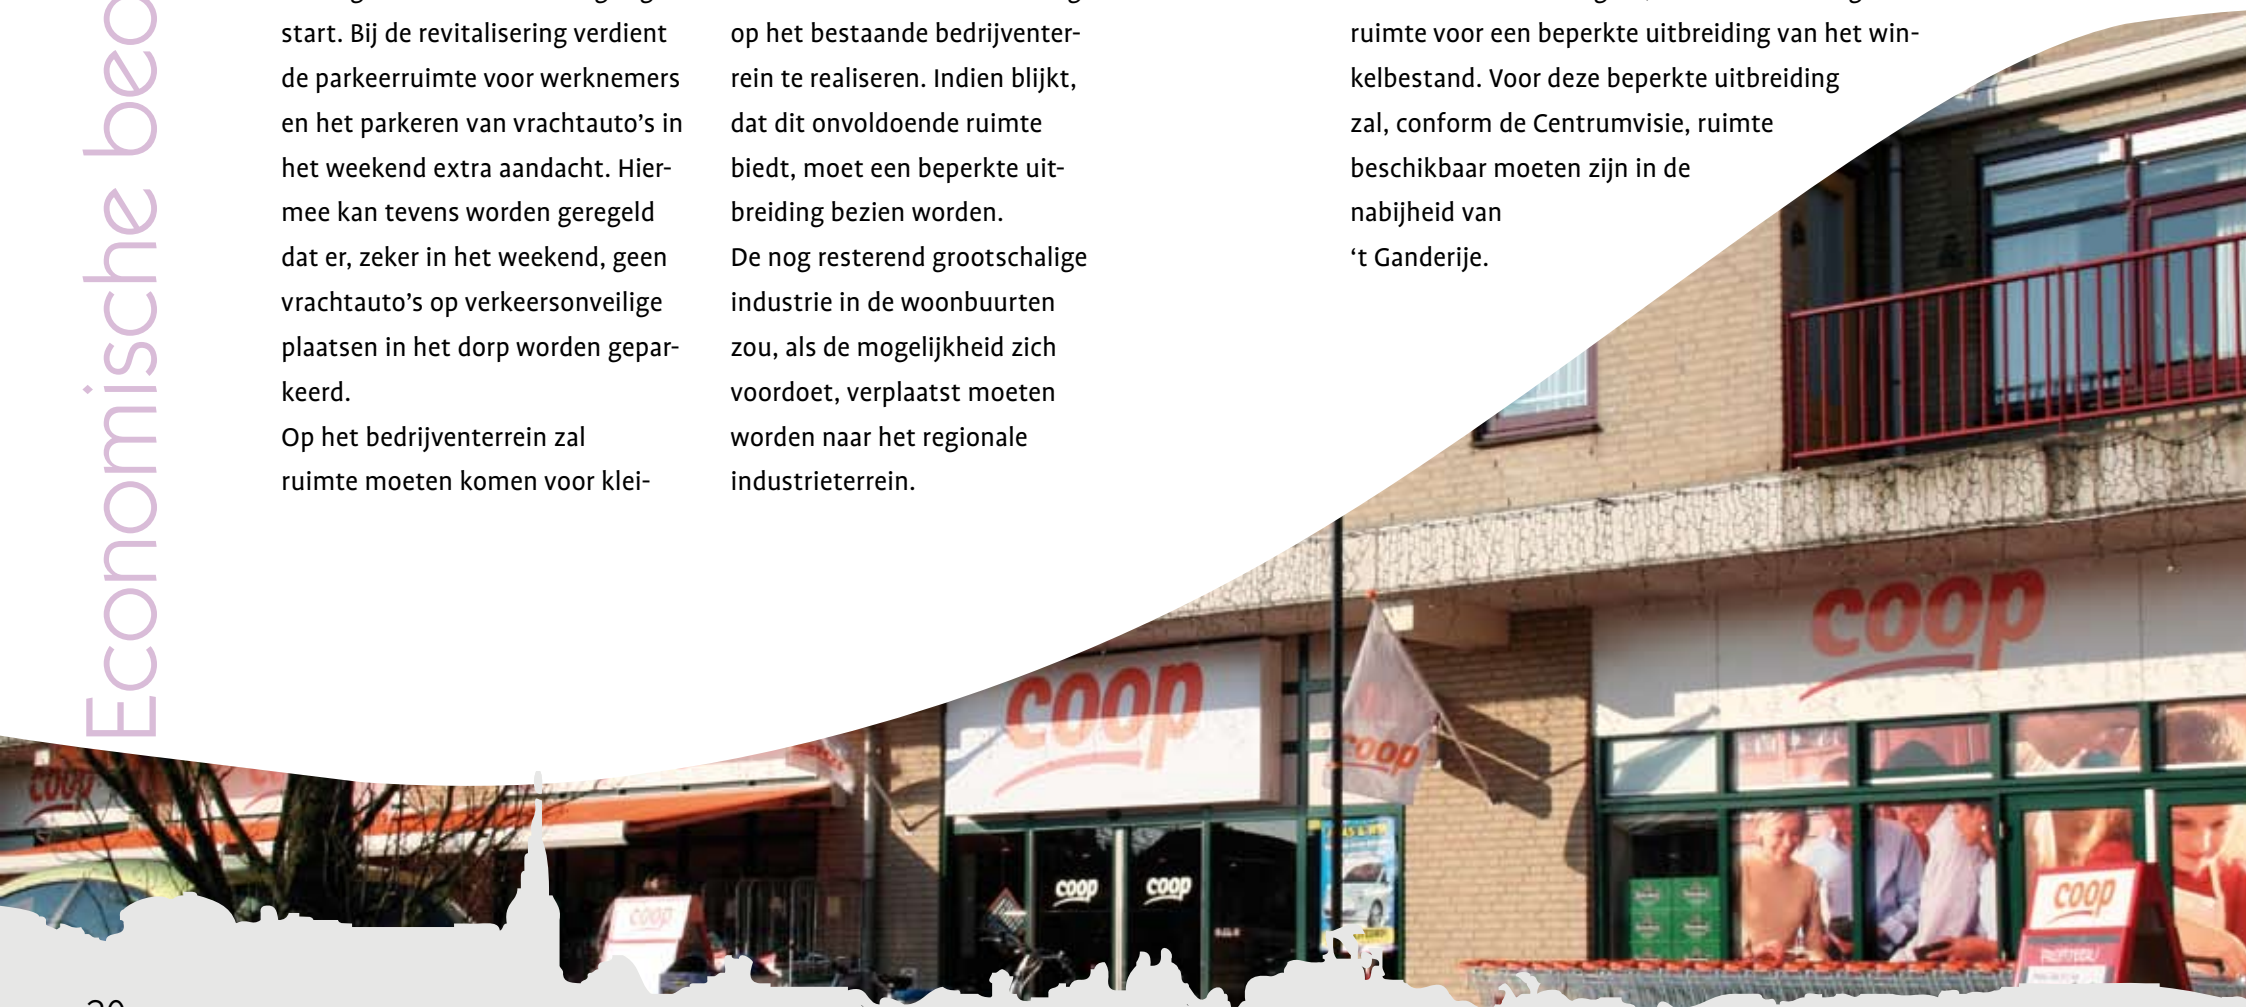 Economische
start. Bij de revitalisering verdient
de parkeerruimte voor werknemers
en het parkeren van vrachtauto’s in
het weekend extra aandacht. Hier-
mee kan tevens worden geregeld
dat er, zeker in het weekend, geen
vrachtauto’s op verkeersonveilige
plaatsen in het dorp worden gepar-
keerd.
Op het bedrijventerrein zal
ruimte moeten komen voor klei-
op het bestaande bedrijventer-
rein te realiseren. Indien blijkt,
dat dit onvoldoende ruimte
biedt, moet een beperkte uit-
breiding bezien worden.
De nog resterend grootschalige
industrie in de woonbuurten
zou, als de mogelijkheid zich
voordoet, verplaatst moeten
worden naar het regionale
industrieterrein.
ruimte voor een beperkte uitbreiding van het win-
kelbestand. Voor deze beperkte uitbreiding
zal, conform de Centrumvisie, ruimte
beschikbaar moeten zijn in de
nabijheid van
‘t Ganderije.
coop
coop
coop
coop
coop
coop
coop
coop